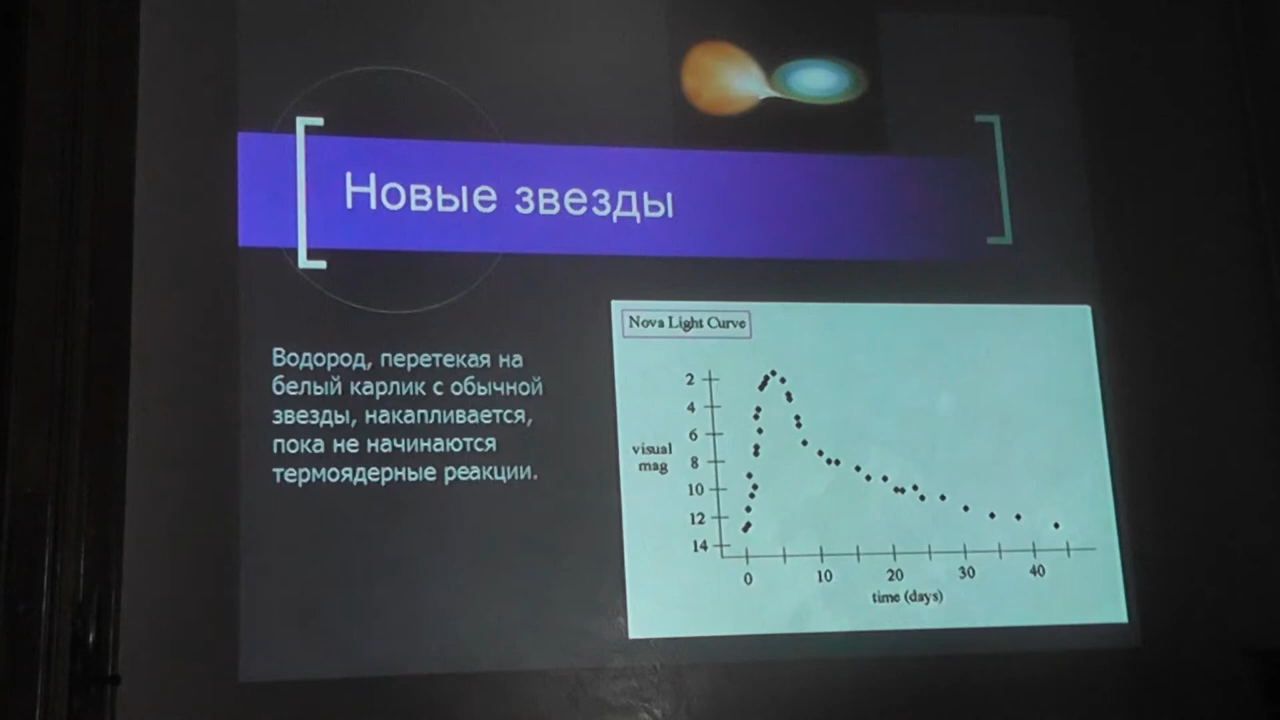 Новые звезды
Водород, перетекая на
белый карлик с обычной
звезды, накапливается,
пока не начинаются
термоядерные реакции.
Nova Light Curve
visual
mag
2
4
6
8
10
12
14
0 10 20 30 40
time (days)